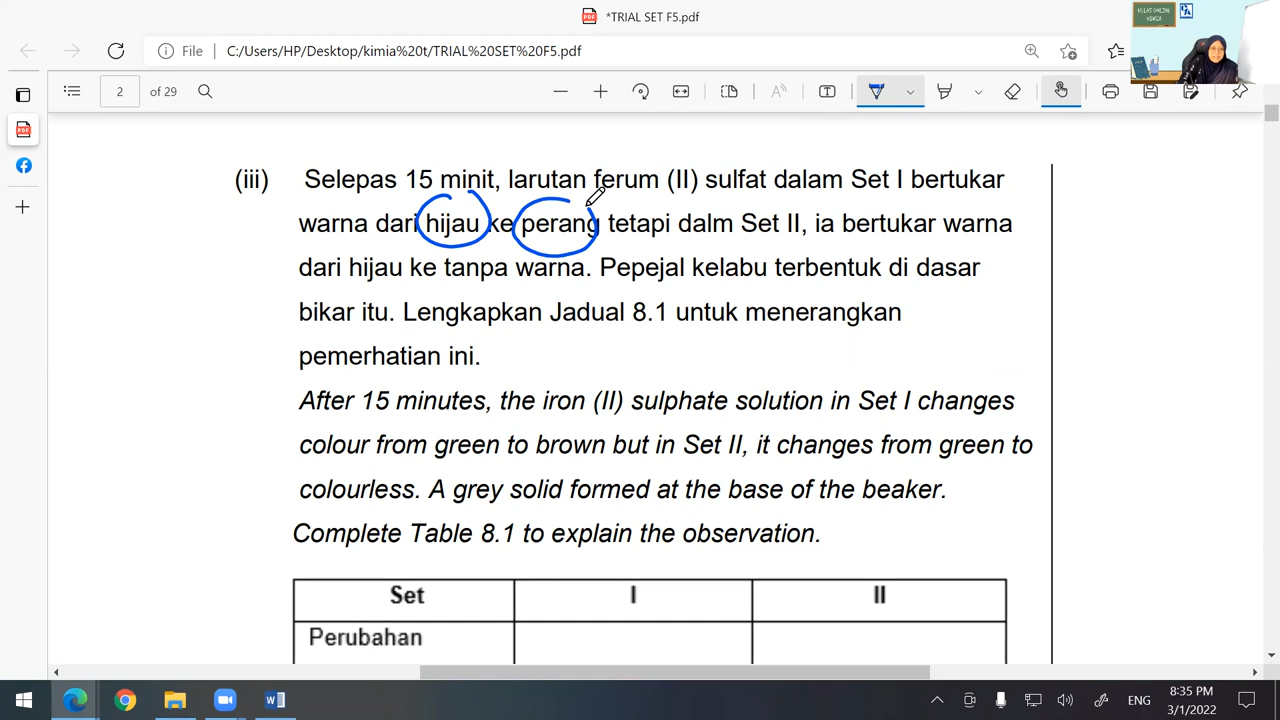 *TRIAL SET F5.pdf
File C:/Users/HP/Desktop/kimia%20t/TRIAL%20SET%20F5.pdf
2 of 29
(iii) Selepas 15 minit, larutan ferum (II) sulfat dalam Set I bertukar
warna dari hijau ke perang tetapi dalm Set II, ia bertukar warna
dari hijau ke tanpa warna. Pepejal kelabu terbentuk di dasar
bikar itu. Lengkapkan Jadual 8.1 untuk menerangkan
pemerhatian ini.
After 15 minutes, the iron (II) sulphate solution in Set I changes
colour from green to brown but in Set II, it changes from green to
colourless. A grey solid formed at the base of the beaker.
Complete Table 8.1 to explain the observation.
Set I II
Perubahan
ENG
8:35 PM
3/1/2022